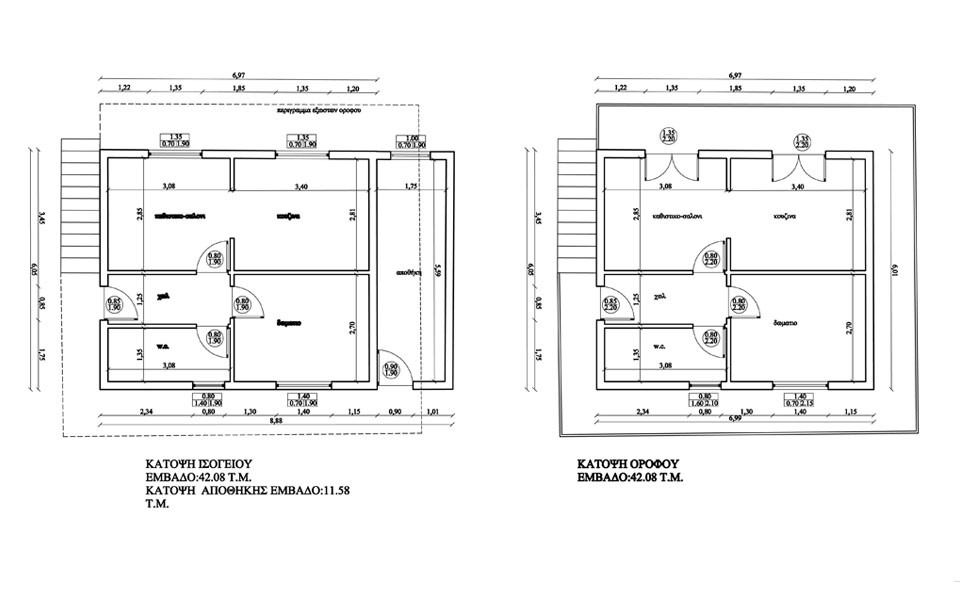 6,97
6,97
1,22 1,35 1,85 1,35 1,20
1,22 1,35 1,85 1,35 1,20
περιγραμμα εξωστων οροφου
1.35
0.70 1.90
1.35
0.70 1.90
1.00
0.70 1.90
1.35
2.20
1.35
2.20
3,08 3,40 1,75
3,08 3,40
3,45 2,85 καθιστικο-σαλονι κουζινα 2,81
3,45 2,85 καθιστικο-σαλονι κουζινα 2,81
0.80
1.90
0.80
2.20
6,05 αποθήκη 5,59
6,05 6,01
0,85 0.85
1.90
1,25 χωλ 0.80
1.90
0,85 0.85
2.20
1,25 χωλ 0.80
2.20
δωματιο 2,70
δωματιο 2,70
1,75 1,35 w.c. 0.80
1.90
1,75 1,35 w.c. 0.80
2.20
3,08 0.90
1.90
3,08
0.80
1.40 1.90
1.40
0.70 1.90
0.80
1.60 2.10
1.40
0.70 2.15
2,34 0,80 1,30 1,40 1,15 0,90 1,01
8,88
2,34 0,80 1,30 1,40 1,15
6,99
ΚΑΤΟΨΗ ΙΣΟΓΕΙΟΥ
ΕΜΒΑΔΟ:42.08 Τ.Μ.
ΚΑΤΟΨΗ ΑΠΟΘΗΚΗΣ ΕΜΒΑΔΟ:11.58
Τ.Μ.
ΚΑΤΟΨΗ ΟΡΟΦΟΥ
ΕΜΒΑΔΟ:42.08 Τ.Μ.